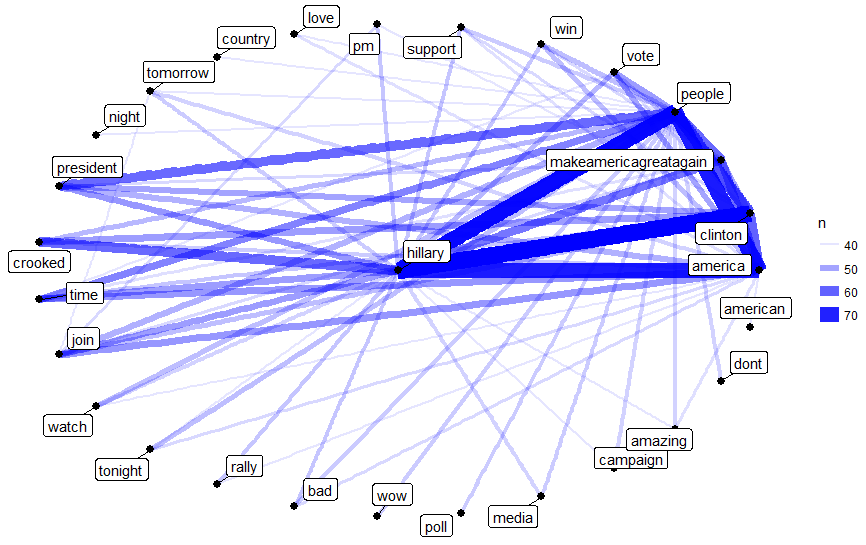 love
pm
support
win
vote
country
tomorrow
people
night
makeamericagreatagain
president
clinton
n
crooked
hillary
america
40
50
60
70
time
american
join
dont
watch
amazing
campaign
tonight
rally
bad
wow
poll
media